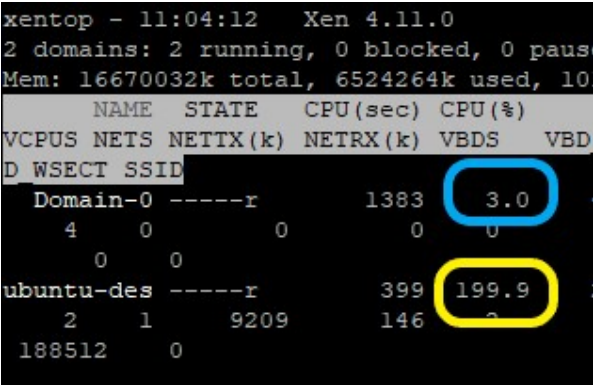 xentop - 11:04:12 Xen 4.11.0
2 domains: 2 running, 0 blocked, 0 paus
Mem: 16670032k total, 6524264k used, 10
NAME STATE CPU(sec) CPU(%)
VCPUS NETS NETTX(k) NETRX(k) VBDS VBD
D_WSECT SSID
Domain-0 -----r 1383 3.0
4 0 0 0 0
0 0
ubuntu-des -----r 399 199.9
2 1 9209 146
188512 0